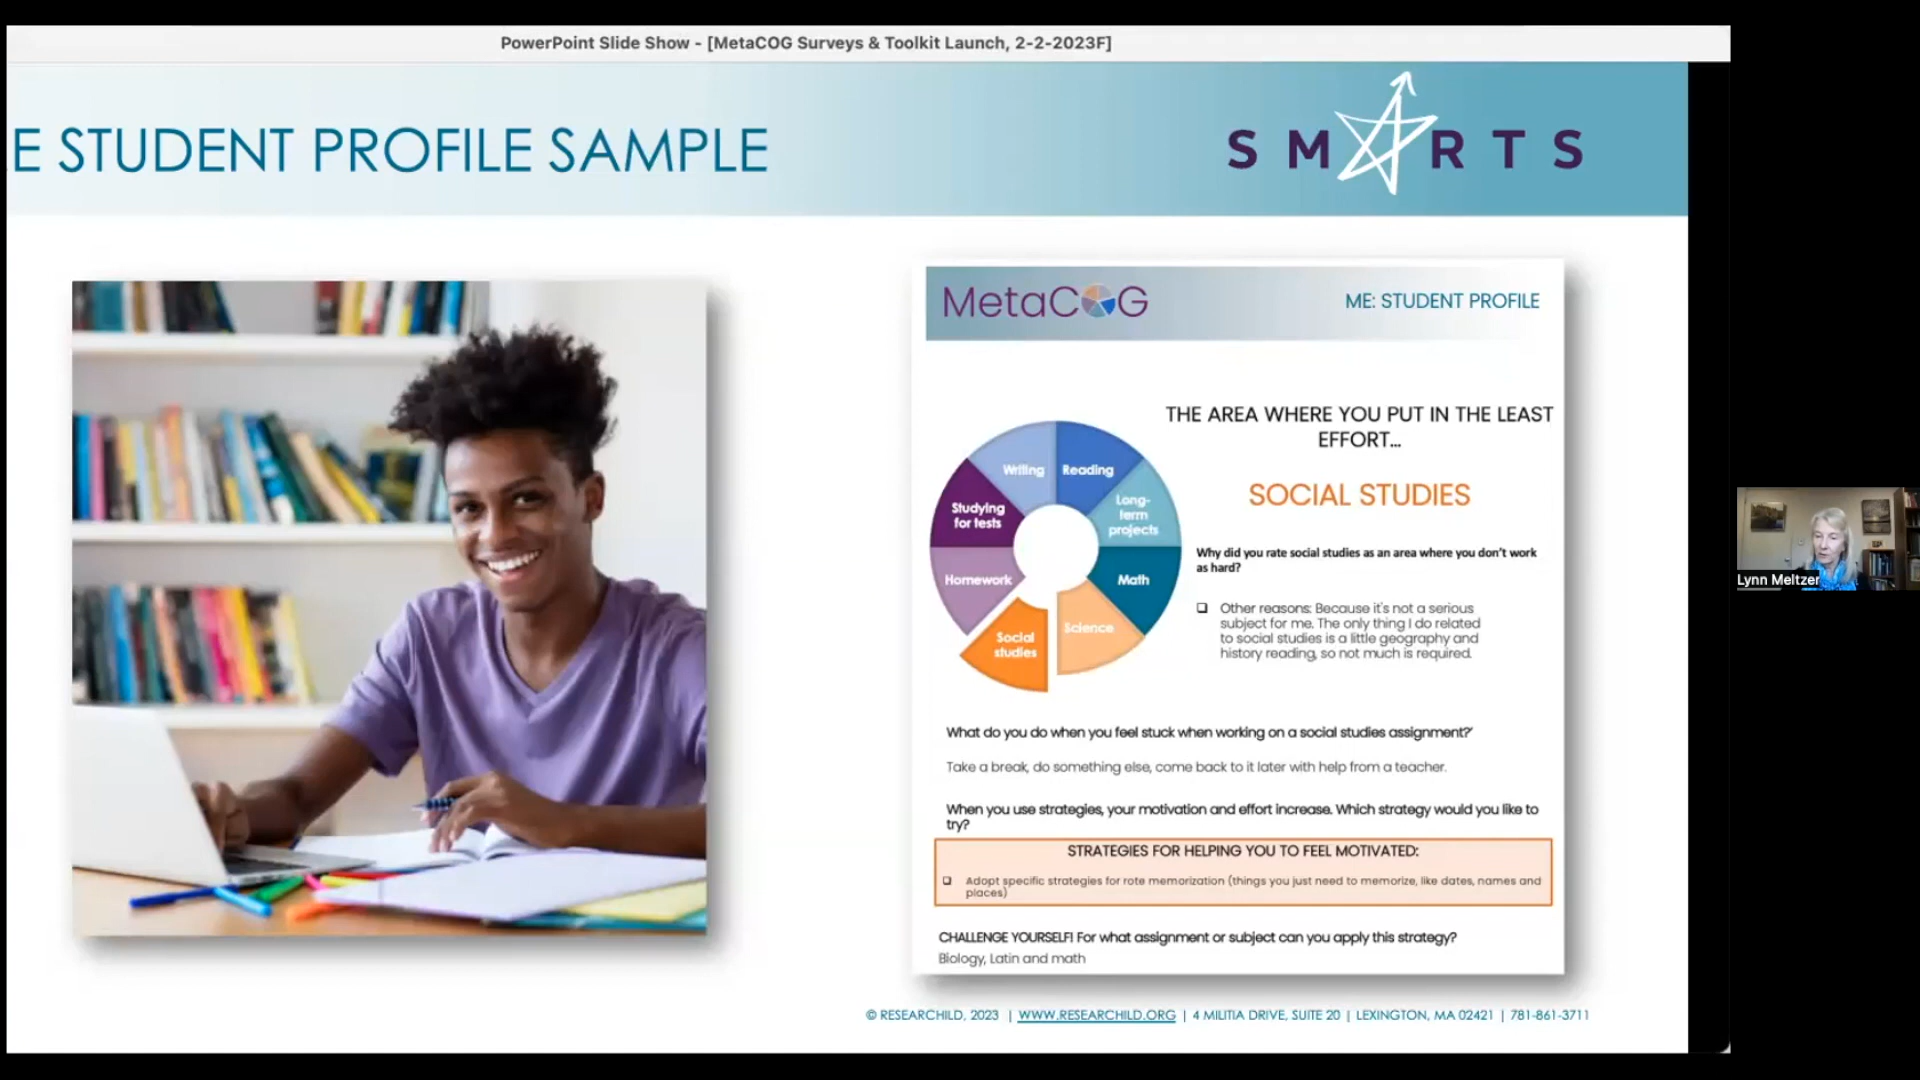 PowerPoint Slide Show - [MetaCOG Surveys & Toolkit Launch, 2-2-2023F]
E STUDENT PROFILE SAMPLE
SMARTS
MetaCOG
ME: STUDENT PROFILE
THE AREA WHERE YOU PUT IN THE LEAST
EFFORT...
SOCIAL STUDIES
Writing
Reading
Studying
for tests
Long-
term
projects
Homework
Math
Social
studies
Science
Why did you rate social studies as an area where you don't work
as hard?
❑ Other reasons: Because it's not a serious
subject for me. The only thing I do related
to social studies is a little geography and
history reading, so not much is required.
What do you do when you feel stuck when working on a social studies assignment?'
Take a break, do something else, come back to it later with help from a teacher.
When you use strategies, your motivation and effort increase. Which strategy would you like to
try?
STRATEGIES FOR HELPING YOU TO FEEL MOTIVATED:
❑ Adopt specific strategies for rote memorization (things you just need to memorize, like dates, names and
places)
CHALLENGE YOURSELF! For what assignment or subject can you apply this strategy?
Biology, Latin and math
© RESEARCHILD, 2023 | WWW.RESEARCHILD.ORG | 4 MILITIA DRIVE, SUITE 20 | LEXINGTON, MA 02421 | 781-861-3711
Lynn Meltzer